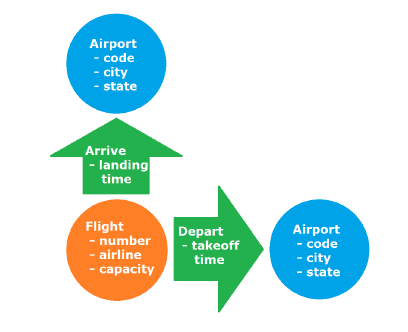 Airport
- code
- city
- state
Arrive
- landing
time
Flight
- number
- airline
- capacity
Depart
- takeoff
time
Airport
- code
- city
- state